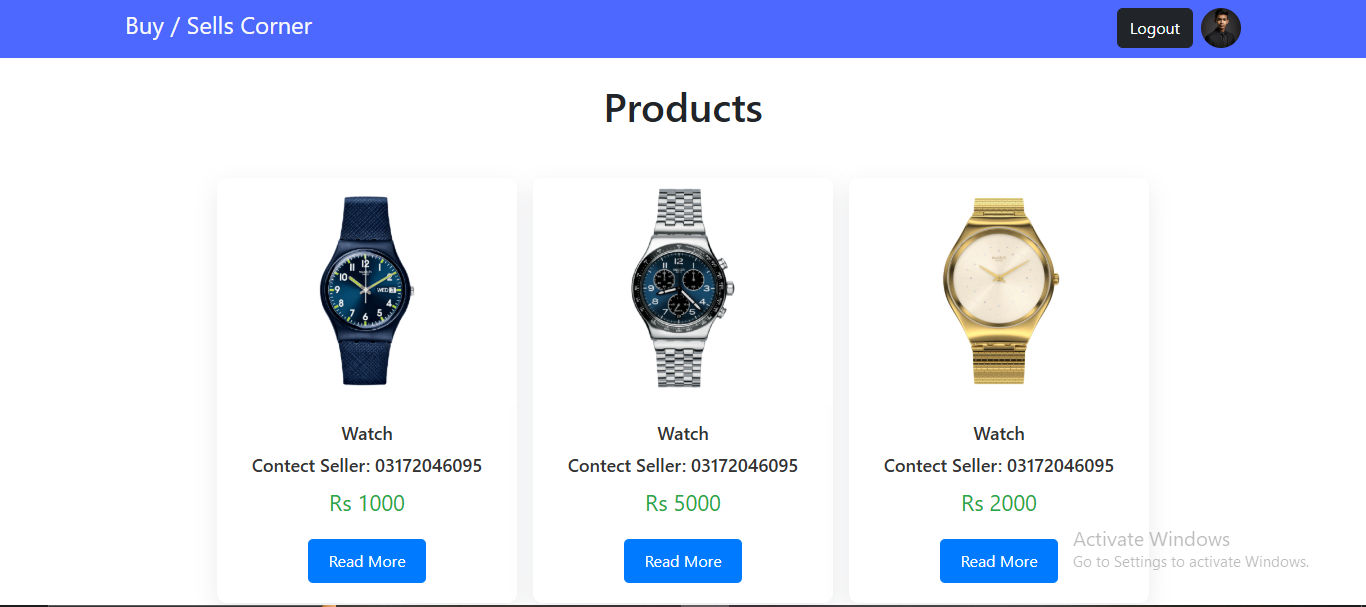 Buy / Sells Corner
Logout
Products
Watch
Contect Seller: 03172046095
Rs 1000
Read More
Watch
Contect Seller: 03172046095
Rs 5000
Read More
Watch
Contect Seller: 03172046095
Rs 2000
Read More
Activate Windows
Go to Settings to activate Windows.